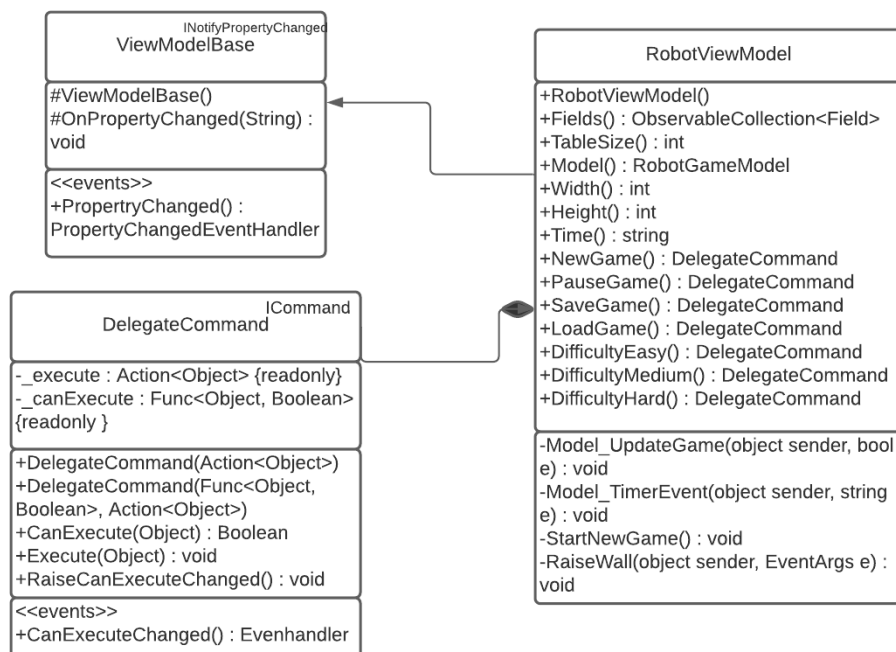 INotifyPropertyChanged
ViewModelBase
#ViewModelBase()
#OnPropertyChanged(String) :
void
<<events>>
+PropertryChanged() :
PropertyChangedEventHandler
ICommand
DelegateCommand
-_execute : Action<Object> {readonly}
-_canExecute : Func<Object, Boolean>
{readonly }
+DelegateCommand(Action<Object>)
+DelegateCommand(Func<Object,
Boolean>, Action<Object>)
+CanExecute(Object) : Boolean
+Execute(Object) : void
+RaiseCanExecuteChanged() : void
<<events>>
+CanExecuteChanged() : Evenhandler
RobotViewModel
+RobotViewModel()
+Fields() : ObservableCollection<Field>
+TableSize() : int
+Model() : RobotGameModel
+Width() : int
+Height() : int
+Time() : string
+NewGame() : DelegateCommand
+PauseGame() : DelegateCommand
+SaveGame() : DelegateCommand
+LoadGame() : DelegateCommand
+DifficultyEasy() : DelegateCommand
+DifficultyMedium() : DelegateCommand
+DifficultyHard() : DelegateCommand
-Model_UpdateGame(object sender, bool
e) : void
-Model_TimerEvent(object sender, string
e) : void
-StartNewGame() : void
-RaiseWall(object sender, EventArgs e) :
void